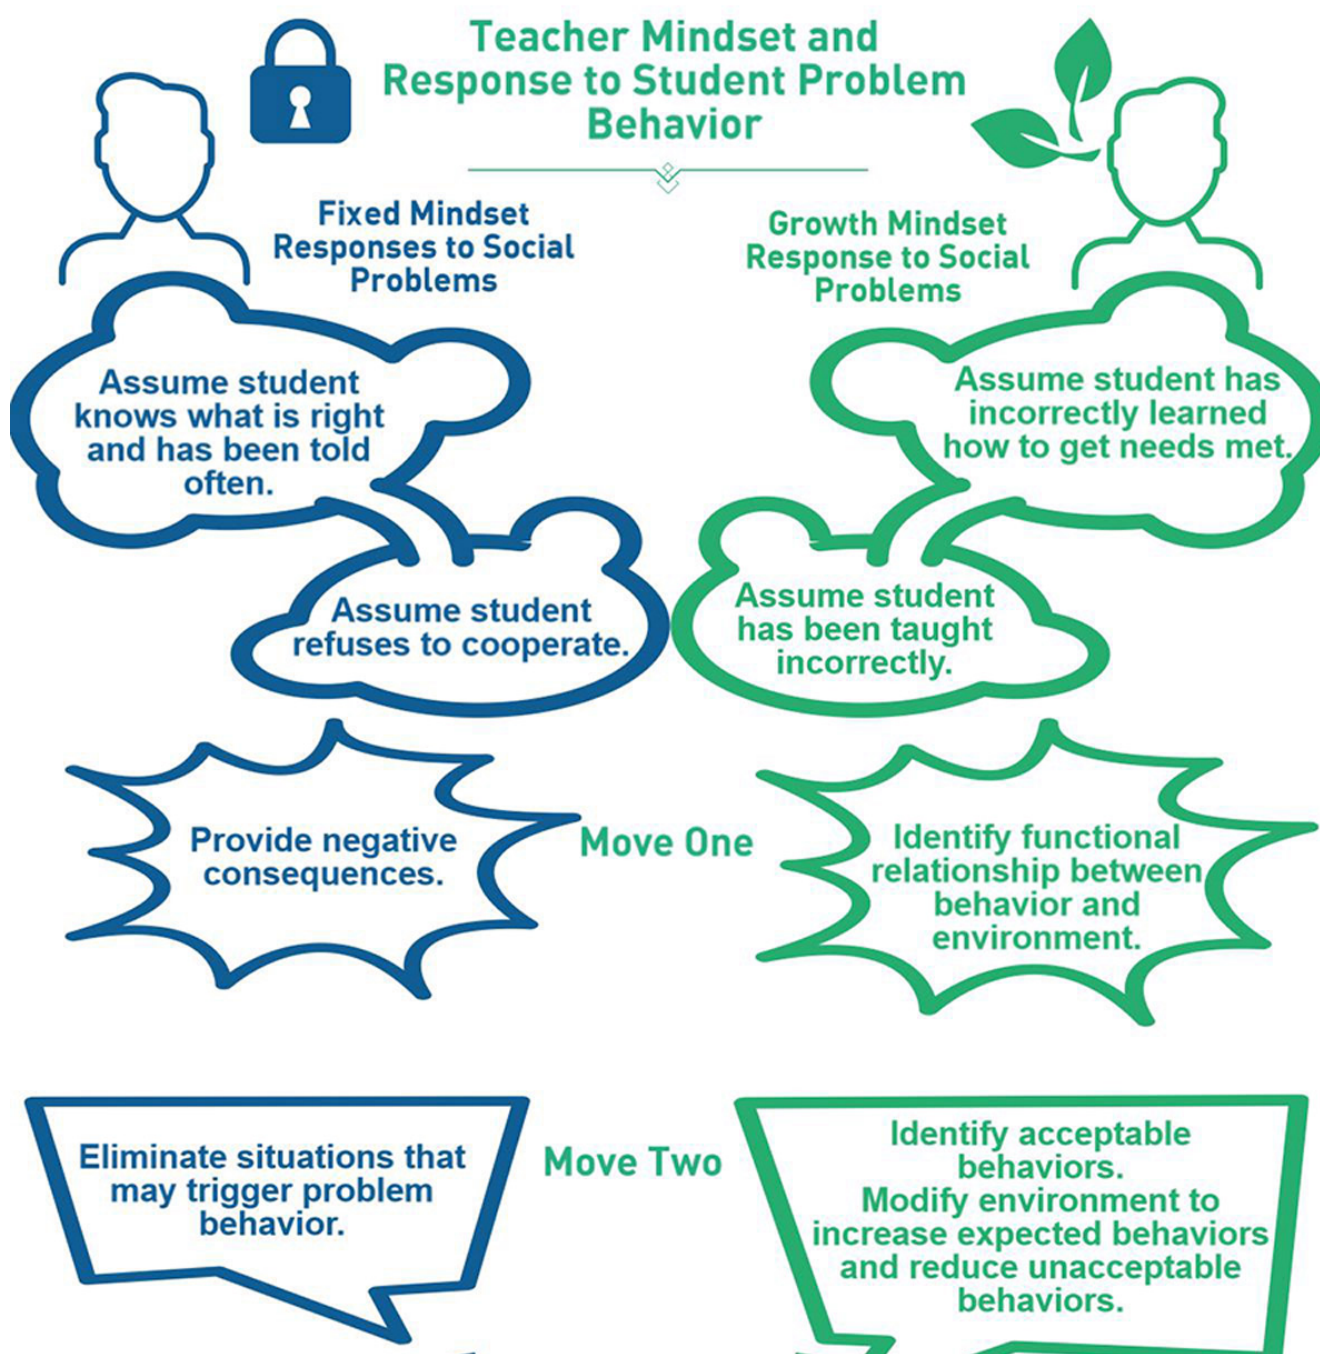 Teacher Mindset and
Response to Student Problem
Behavior
Fixed Mindset
Responses to Social
Problems
Growth Mindset
Response to Social
Problems
Assume student
knows what is right
and has been told
often.
Assume student has
incorrectly learned
how to get needs met.
Assume student
refuses to cooperate.
Assume student
has been taught
incorrectly.
Provide negative
consequences.
Move One
Identify functional
relationship between
behavior and
environment.
Eliminate situations that
may trigger problem
behavior.
Move Two
Identify acceptable
behaviors.
Modify environment to
increase expected behaviors
and reduce unacceptable
behaviors.